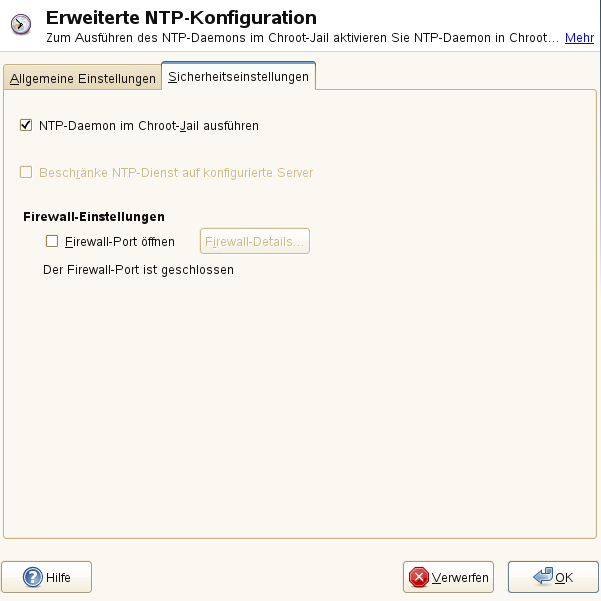 Erweiterte NTP-Konfiguration
Zum Ausführen des NTP-Daemons im Chroot-Jail aktivieren Sie NTP-Daemon in Chroot... Mehr
Allgemeine Einstellungen Sicherheitseinstellungen
NTP-Daemon im Chroot-Jail ausführen
Beschränke NTP-Dienst auf konfigurierte Server
Firewall-Einstellungen
Firewall-Port öffnen Firewall-Details...
Der Firewall-Port ist geschlossen
Hilfe Verwerfen OK